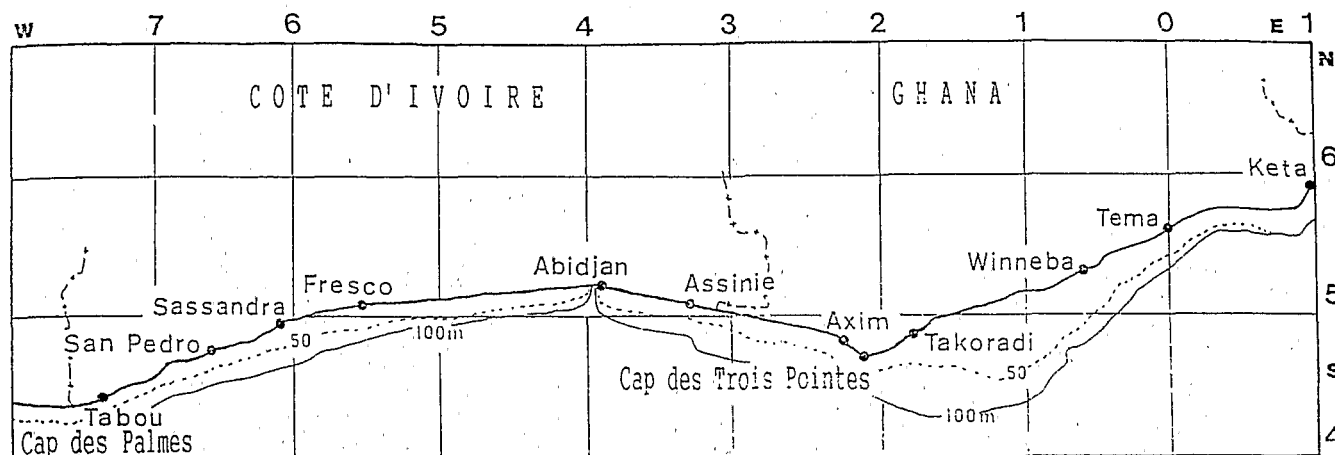 W 7 6 5 4 3 2 1 0 E 1
N
COTE D'IVOIRE GHANA
6
Keta
Tema
Winneba
Abidjan
Assinie
Fresco
5
Sassandra
Axim
50
100m
San Pedro
Takoradi
Cap des Trois Pointes
50
S
100m
Tabou
Cap des Palmes
4